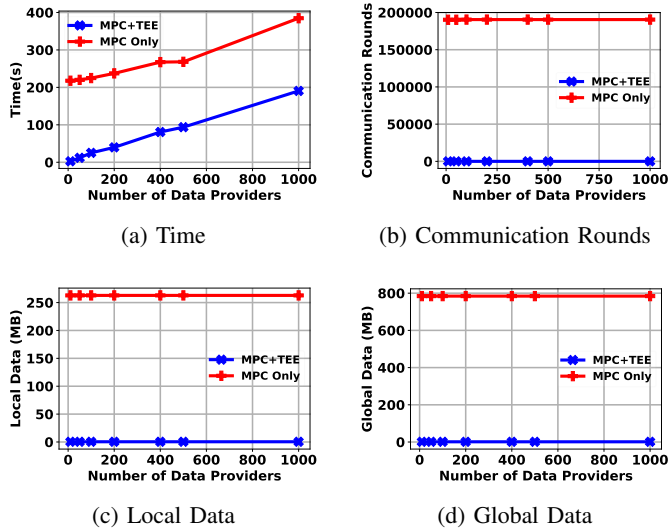 400
300
200
100
0
Time(s)
MPC+TEE
MPC Only
0 200 400 600 800 1000
Number of Data Providers
(a) Time
200000
150000
100000
50000
0
Communication Rounds
MPC+TEE
MPC Only
0 250 500 750 1000
Number of Data Providers
(b) Communication Rounds
250
200
150
100
50
0
Local Data (MB)
MPC+TEE
MPC Only
0 200 400 600 800 1000
Number of Data Providers
(c) Local Data
800
600
400
200
0
Global Data (MB)
MPC+TEE
MPC Only
0 200 400 600 800 1000
Number of Data Providers
(d) Global Data